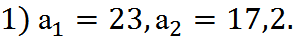 1) a₁ = 23, a₂ = 17,2.